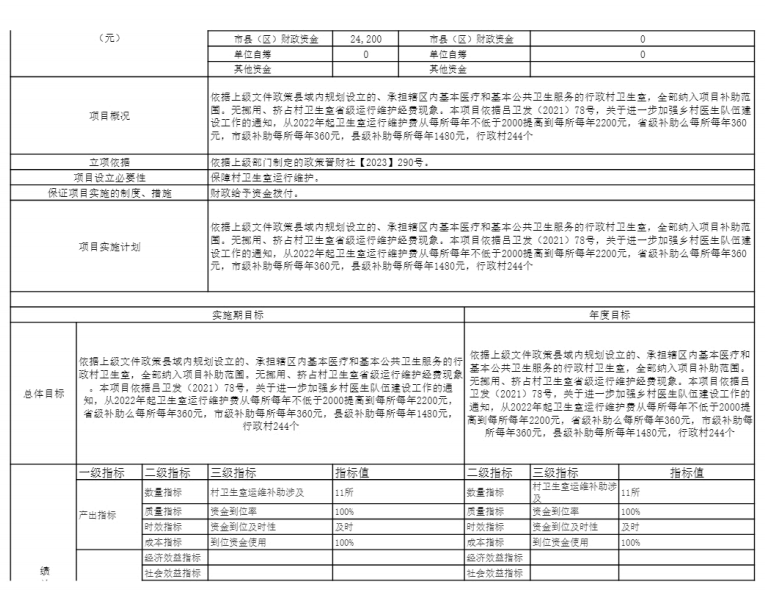 （元） 市县（区）财政资金 24,200 市县（区）财政资金 0
单位自筹 0 单位自筹 0
其他资金 其他资金
项目概况
依据上级文件政策县域内规划设立的、承担辖区内基本医疗和基本公共卫生服务的行政村卫生室，全部纳入项目补助范
围。无挪用、挤占村卫生室省级运行维护经费现象。本项目依据吕卫发（2021）78号，关于进一步加强乡村医生队伍建
设工作的通知，从2022年起卫生室运行维护费从每所每年不低于2000提高到每所每年2200元，省级补助么每所每年360
元，市级补助每所每年360元，县级补助每所每年1480元，行政村244个
立项依据 依据上级部门制定的政策晋财社【2023】290号。
项目设立必要性 保障村卫生室运行维护。
保证项目实施的制度、措施 财政给予资金拨付。
项目实施计划
依据上级文件政策县域内规划设立的、承担辖区内基本医疗和基本公共卫生服务的行政村卫生室，全部纳入项目补助范
围。无挪用、挤占村卫生室省级运行维护经费现象。本项目依据吕卫发（2021）78号，关于进一步加强乡村医生队伍建
设工作的通知，从2022年起卫生室运行维护费从每所每年不低于2000提高到每所每年2200元，省级补助么每所每年360
元，市级补助每所每年360元，县级补助每所每年1480元，行政村244个
实施期目标 年度目标
总体目标
依据上级文件政策县域内规划设立的、承担辖区内基本医疗和基本公共卫生服务的行
政村卫生室，全部纳入项目补助范围。无挪用、挤占村卫生室省级运行维护经费现象
。本项目依据吕卫发（2021）78号，关于进一步加强乡村医生队伍建设工作的通
知，从2022年起卫生室运行维护费从每所每年不低于2000提高到每所每年2200元，
省级补助么每所每年360元，市级补助每所每年360元，县级补助每所每年1480元，
行政村244个
依据上级文件政策县域内规划设立的、承担辖区内基本医疗和
基本公共卫生服务的行政村卫生室，全部纳入项目补助范围。
无挪用、挤占村卫生室省级运行维护经费现象。本项目依据吕
卫发（2021）78号，关于进一步加强乡村医生队伍建设工作的
通知，从2022年起卫生室运行维护费从每所每年不低于2000提
高到每所每年2200元，省级补助么每所每年360元，市级补助每
所每年360元，县级补助每所每年1480元，行政村244个
一级指标 二级指标 三级指标 指标值 二级指标 三级指标 指标值
产出指标
数量指标 村卫生室运维补助涉及 11所 数量指标 村卫生室运维补助涉
及 11所
质量指标 资金到位率 100% 质量指标 资金到位率 100%
时效指标 资金到位及时性 及时 时效指标 资金到位及时性 及时
成本指标 到位资金使用 100% 成本指标 到位资金使用 100%
经济效益指标 经济效益指标
绩 社会效益指标 社会效益指标